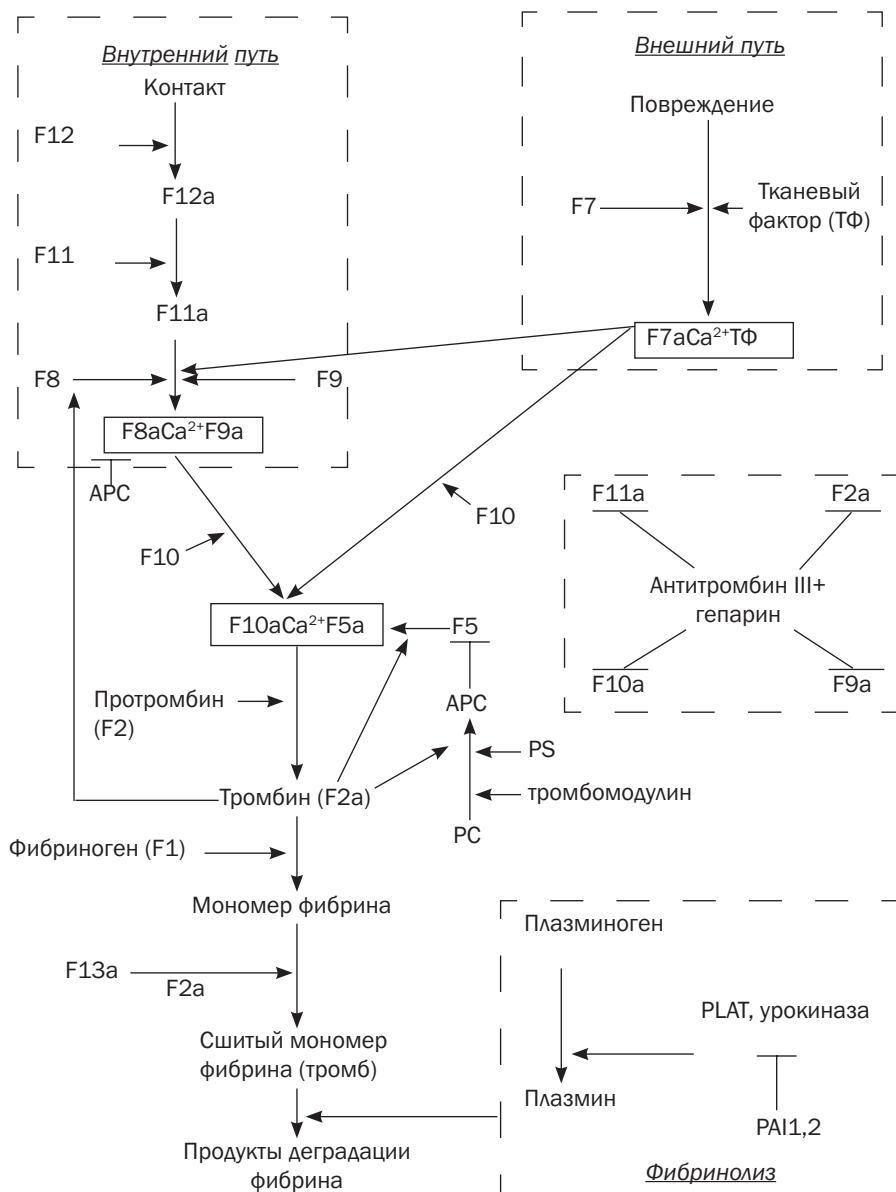 Внутренний путь
Контакт
F12
F12a
F11
F11a
F8
F9
F8aCa²⁺F9a
APC
F10
Внешний путь
Повреждение
F7
Тканевый
фактор (ТФ)
F7aCa²⁺ТФ
F10
F11a
F2a
Антитромбин III+
гепарин
F10a
F9a
F10aCa²⁺F5a
F5
APC
PS
тромбомодулин
PC
Протромбин
(F2)
Тромбин (F2a)
Фибриноген (F1)
Мономер фибрина
F13a
F2a
Сшитый мономер
фибрина (тромб)
Продукты деградации
фибрина
Плазминоген
PLAT, урокиназа
Плазмин
PAI1,2
Фибринолиз